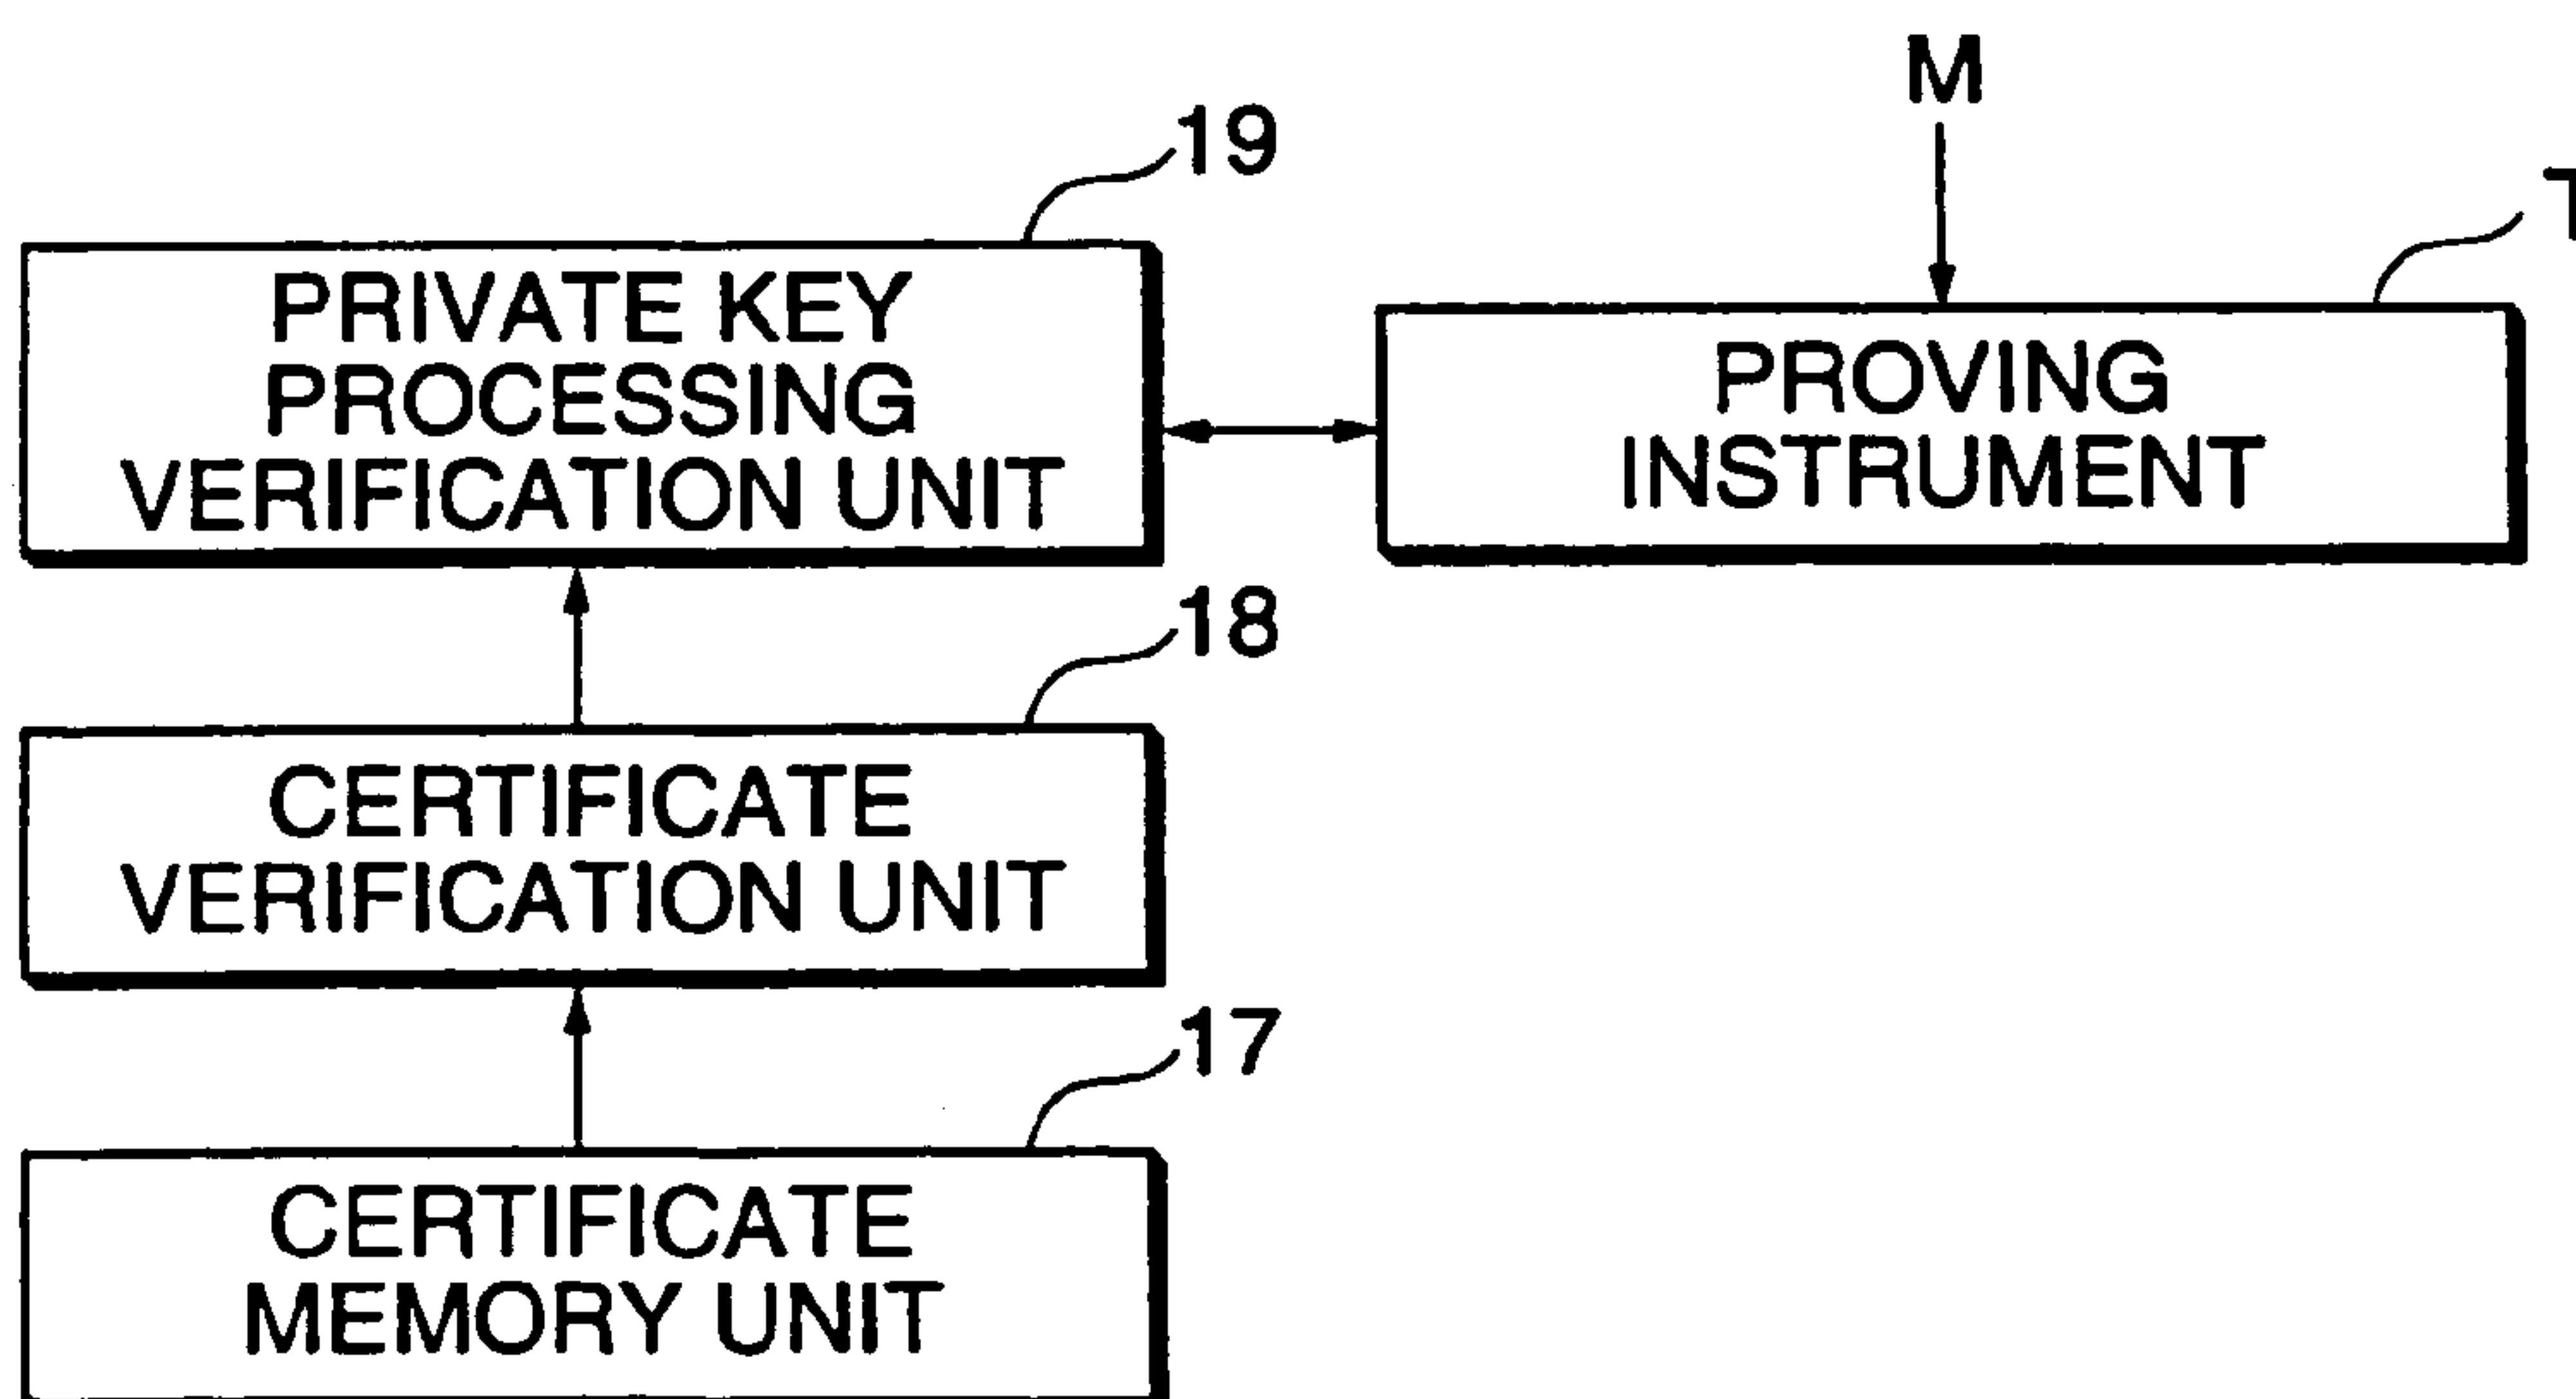 M
19
T
PRIVATE KEY
PROCESSING
VERIFICATION UNIT
PROVING
INSTRUMENT
18
CERTIFICATE
VERIFICATION UNIT
17
CERTIFICATE
MEMORY UNIT